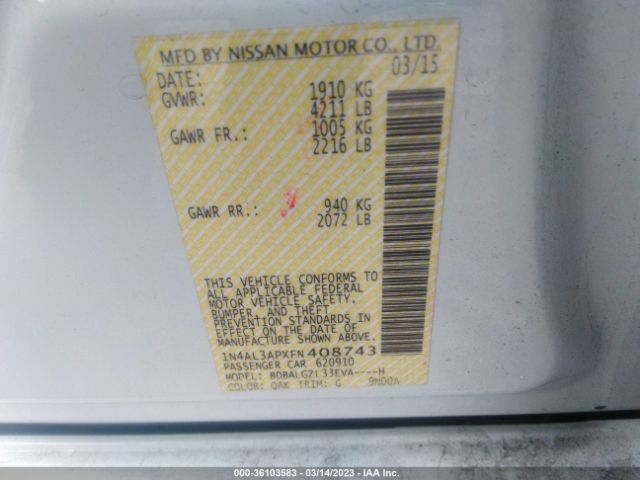 MFD BY NISSAN MOTOR CO., LTD.
DATE: 03/15
GVWR: 1910 KG
4211 LB
GAWR FR.: 1005 KG
2216 LB
GAWR RR.: 940 KG
2072 LB
THIS VEHICLE CONFORMS TO
ALL APPLICABLE FEDERAL
MOTOR VEHICLE SAFETY,
BUMPER, AND THEFT
PREVENTION STANDARDS IN
EFFECT ON THE DATE OF
MANUFACTURE SHOWN ABOVE.
1N4AL3APXFN408743
PASSENGER CAR 620910
MODEL: BDBALGZL33EVA----H
COLOR: QAK TRIM: G 9N00A
000-36103583 - 03/14/2023 - IAA Inc.